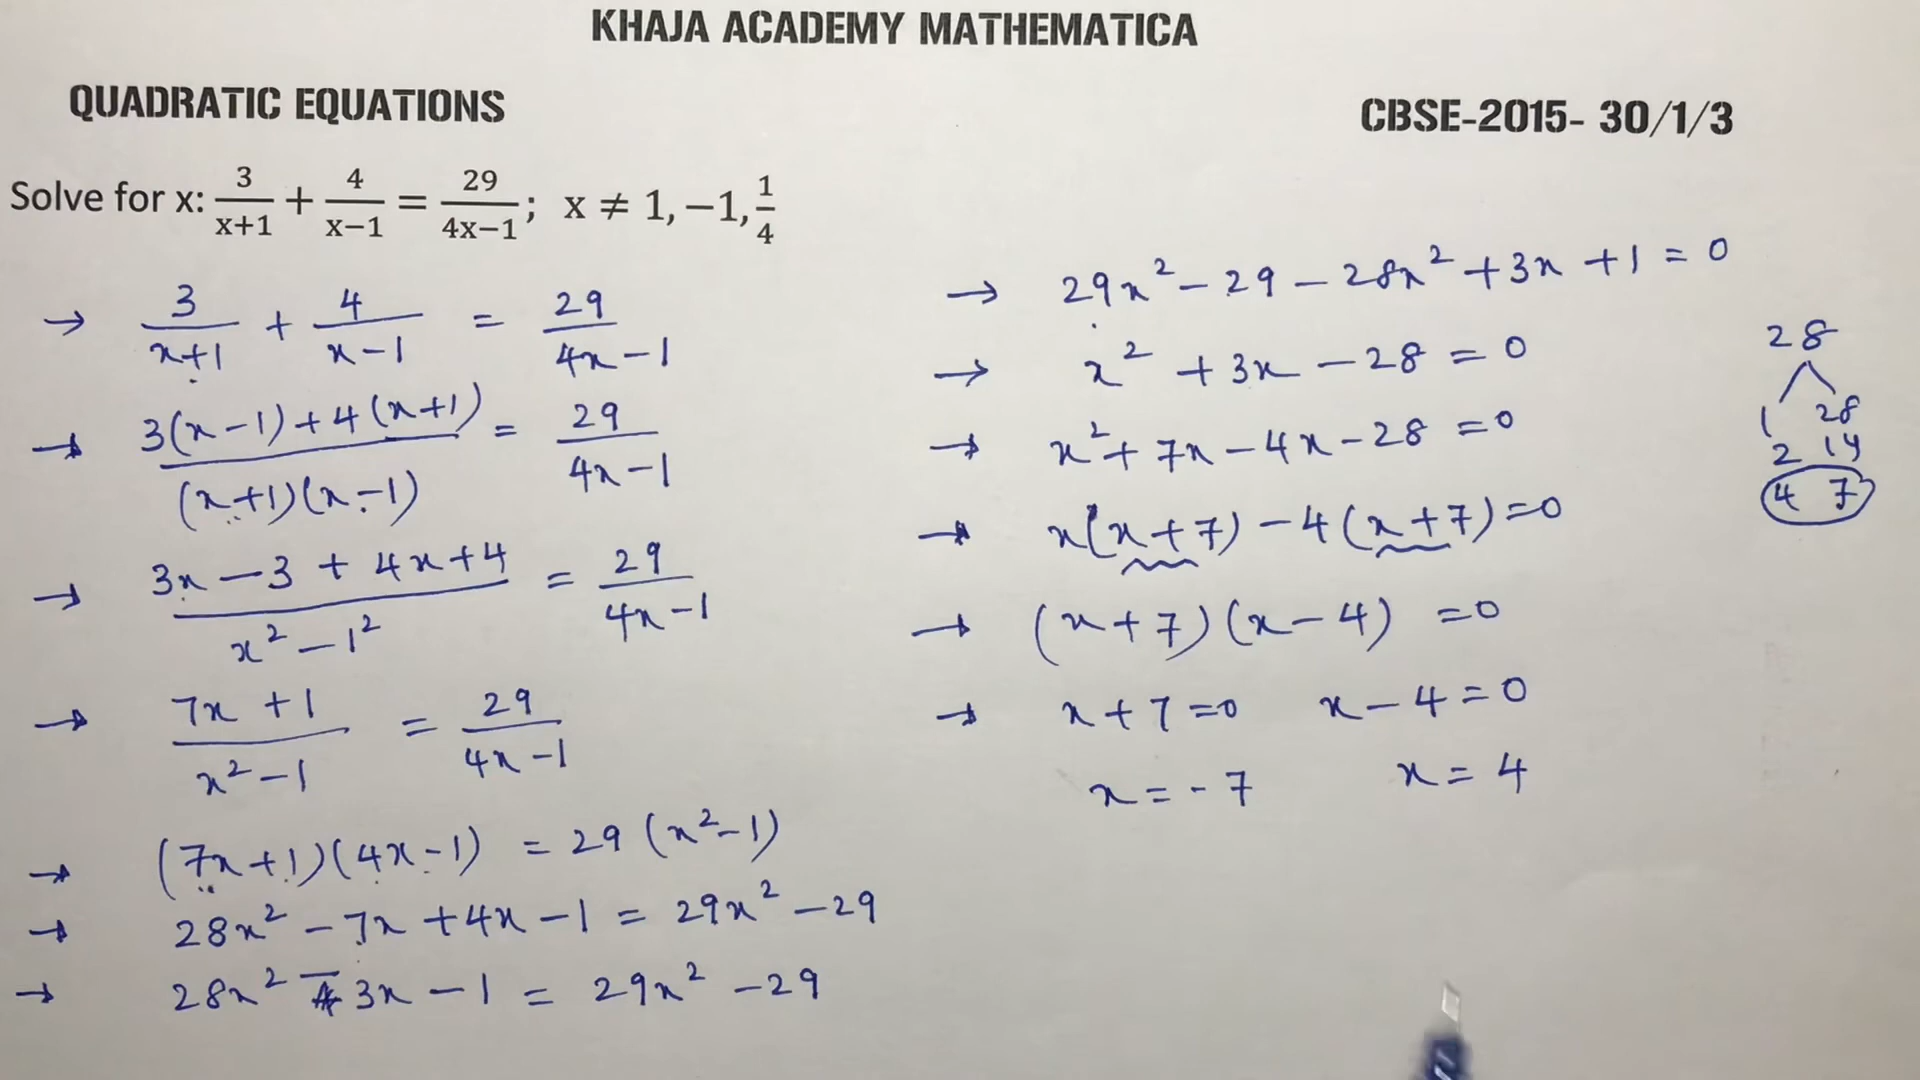 KHAJA ACADEMY MATHEMATICA
QUADRATIC EQUATIONS
CBSE-2015- 30/1/3
Solve for x: 3/(x+1) + 4/(x−1) = 29/(4x−1); x ≠ 1, −1, 1/4
→ 3/(x+1) + 4/(x−1) = 29/(4x−1)
→ (3(x−1)+4(x+1))/((x+1)(x−1)) = 29/(4x−1)
→ (3x−3+4x+4)/(x²−1²) = 29/(4x−1)
→ (7x+1)/(x²−1) = 29/(4x−1)
→ (7x+1)(4x−1) = 29(x²−1)
→ 28x² − 7x + 4x − 1 = 29x² − 29
→ 28x² − 3x − 1 = 29x² − 29
→ 29x² − 29 − 28x² + 3x + 1 = 0
→ x² + 3x − 28 = 0
→ x² + 7x − 4x − 28 = 0
→ x(x+7) − 4(x+7) = 0
→ (x+7)(x−4) = 0
→ x+7=0 x−4=0
x = −7 x = 4
28
1 28
2 14
4 7